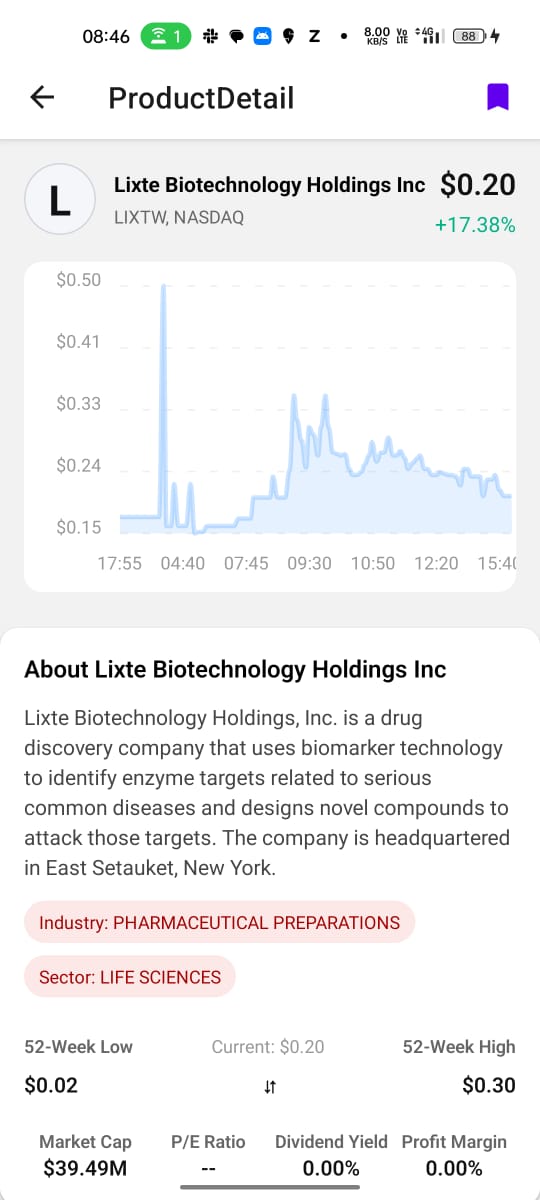 08:46 1 Z • 8.00 KB/S Vo LTE 4G 88
ProductDetail
L
Lixte Biotechnology Holdings Inc $0.20
LIXTW, NASDAQ +17.38%
$0.50
$0.41
$0.33
$0.24
$0.15
17:55 04:40 07:45 09:30 10:50 12:20 15:40
About Lixte Biotechnology Holdings Inc
Lixte Biotechnology Holdings, Inc. is a drug
discovery company that uses biomarker technology
to identify enzyme targets related to serious
common diseases and designs novel compounds to
attack those targets. The company is headquartered
in East Setauket, New York.
Industry: PHARMACEUTICAL PREPARATIONS
Sector: LIFE SCIENCES
52-Week Low Current: $0.20 52-Week High
$0.02 $0.30
Market Cap P/E Ratio Dividend Yield Profit Margin
$39.49M -- 0.00% 0.00%